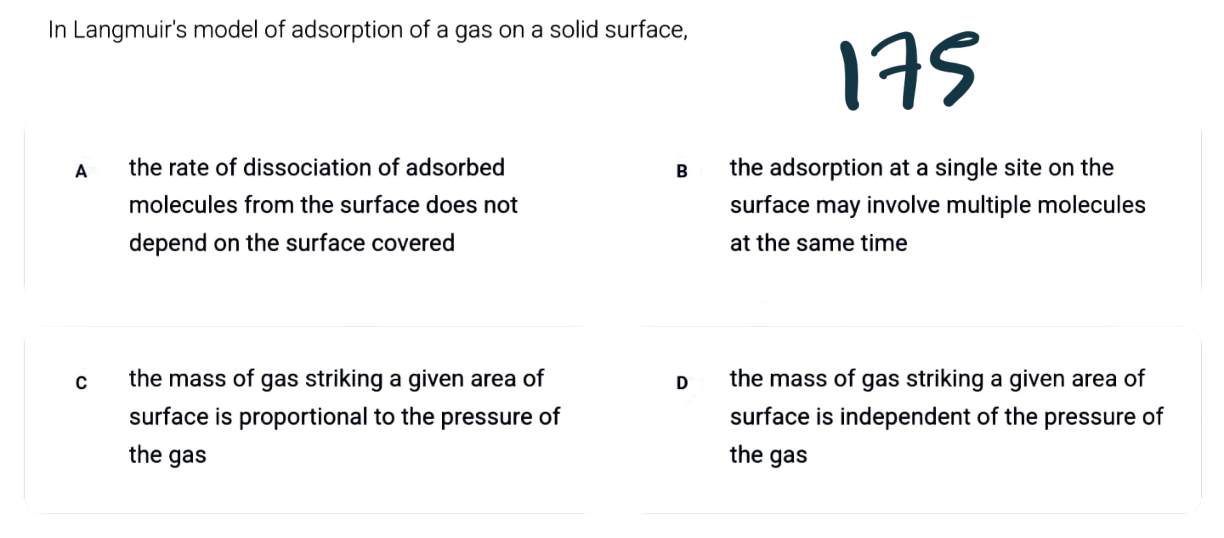 In Langmuir's model of adsorption of a gas on a solid surface,
175
A the rate of dissociation of adsorbed
molecules from the surface does not
depend on the surface covered
B the adsorption at a single site on the
surface may involve multiple molecules
at the same time
C the mass of gas striking a given area of
surface is proportional to the pressure of
the gas
D the mass of gas striking a given area of
surface is independent of the pressure of
the gas